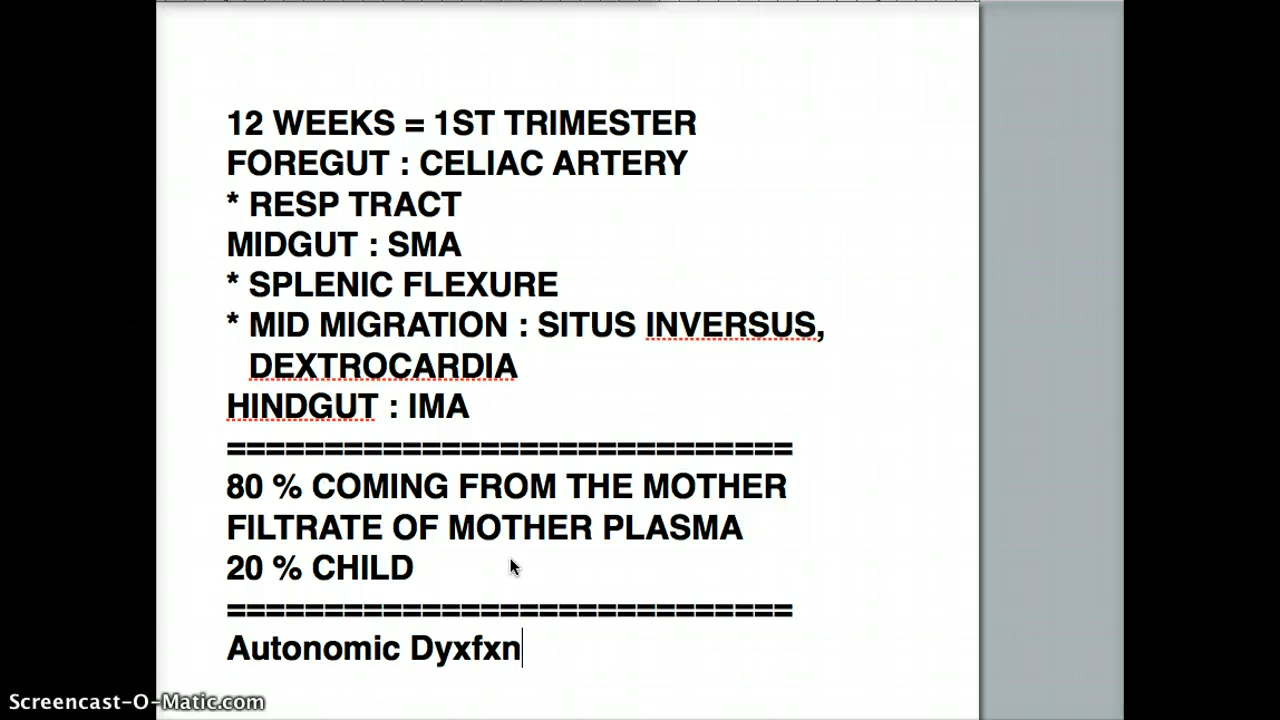 12 WEEKS = 1ST TRIMESTER
FOREGUT : CELIAC ARTERY
* RESP TRACT
MIDGUT : SMA
* SPLENIC FLEXURE
* MID MIGRATION : SITUS INVERSUS,
DEXTROCARDIA
HINDGUT : IMA
=============================
80 % COMING FROM THE MOTHER
FILTRATE OF MOTHER PLASMA
20 % CHILD
=============================
Autonomic Dyxfxn
Screencast-O-Matic.com